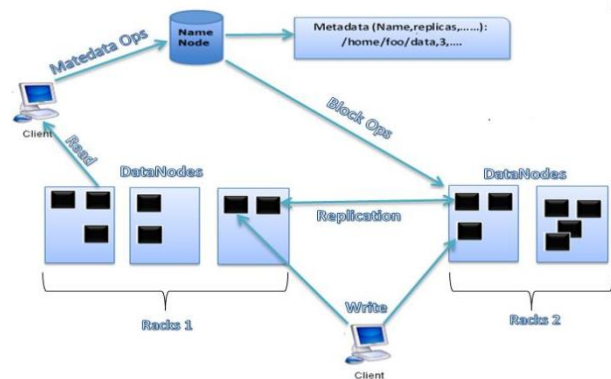 Name
Node
Metadata (Name,replicas,......):
/home/foo/data,3,....
Matedata Ops
Client
Read
Block Ops
DataNodes
DataNodes
Replication
Racks 1
Write
Racks 2
Client